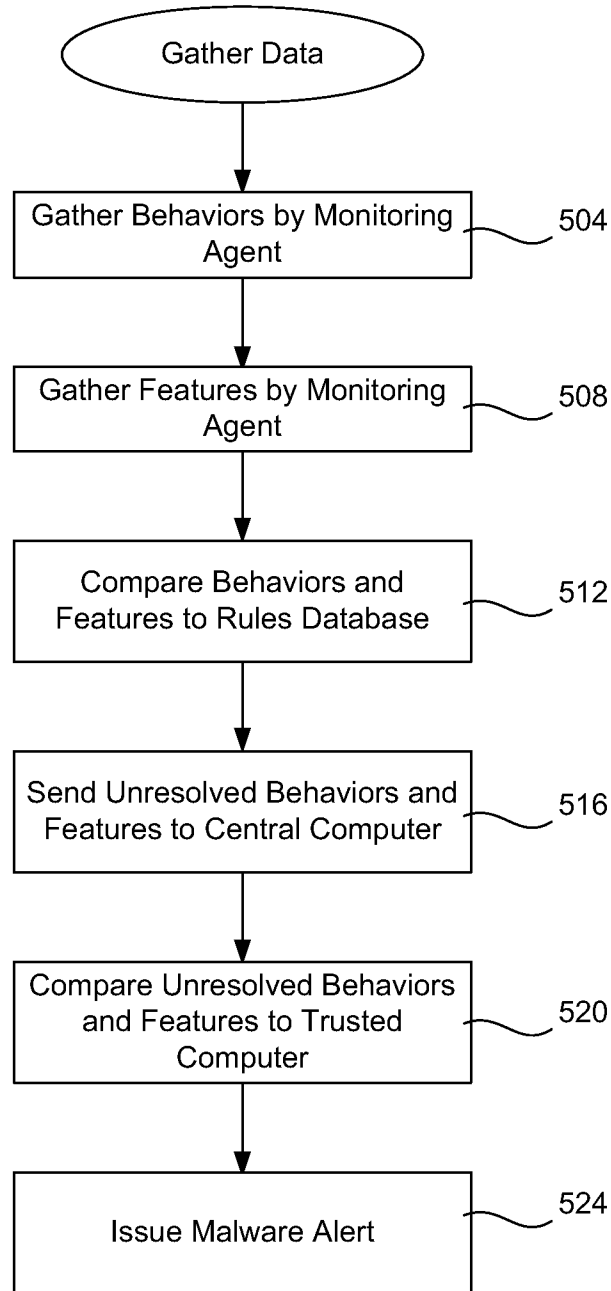 Gather Data
Gather Behaviors by Monitoring
Agent
504
Gather Features by Monitoring
Agent
508
Compare Behaviors and
Features to Rules Database
512
Send Unresolved Behaviors and
Features to Central Computer
516
Compare Unresolved Behaviors
and Features to Trusted
Computer
520
Issue Malware Alert
524